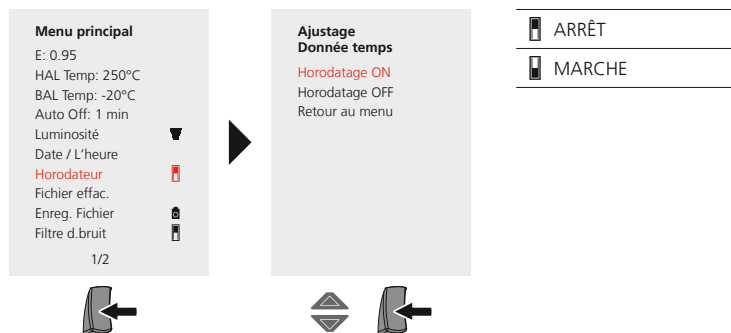 Menu principal
E: 0.95
HAL Temp: 250°C
BAL Temp: -20°C
Auto Off: 1 min
Luminosité
Date / L'heure
Horodateur
Fichier effac.
Enreg. Fichier
Filtre d.bruit
1/2
Ajustage
Donnée temps
Horodatage ON
Horodatage OFF
Retour au menu
ARRÊT
MARCHE